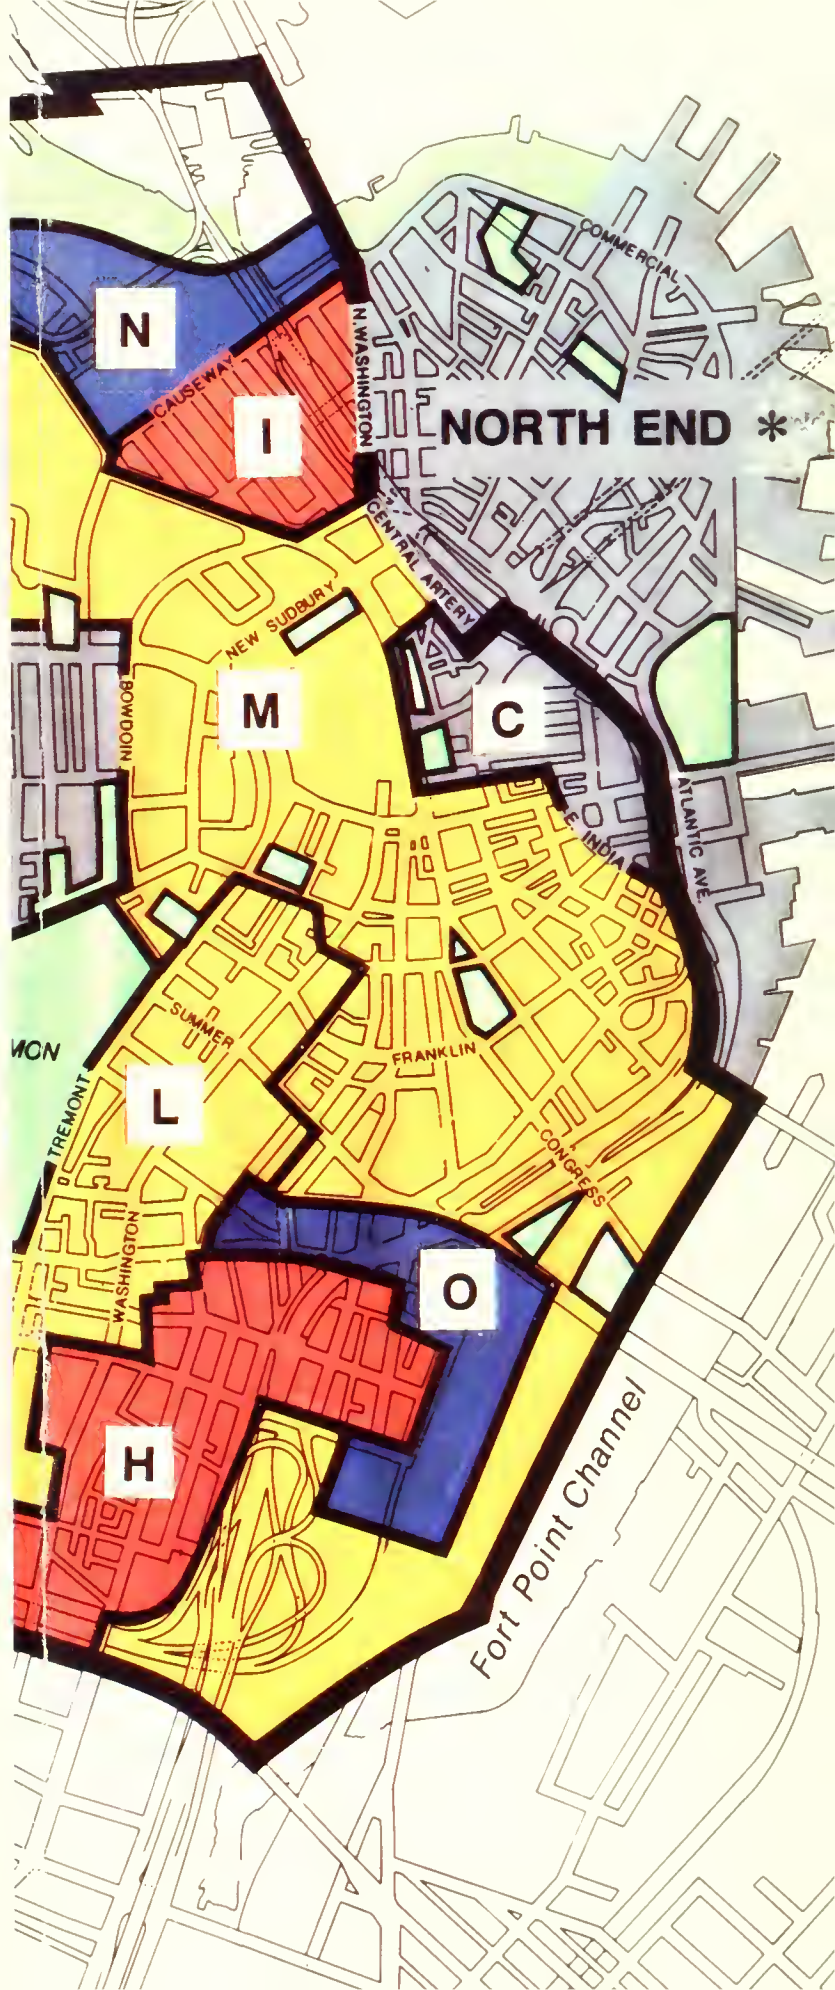 COMMERCIAL
N
N.WASHINGTON
CAUSEWAY
I
NORTH END *
CENTRAL ARTERY
NEW SUDBURY
BOWDOIN
M
C
ATLANTIC AVE.
E. INDIA
SUMMER
MON
FRANKLIN
TREMONT
L
CONGRESS
WASHINGTON
O
H
Fort Point Channel